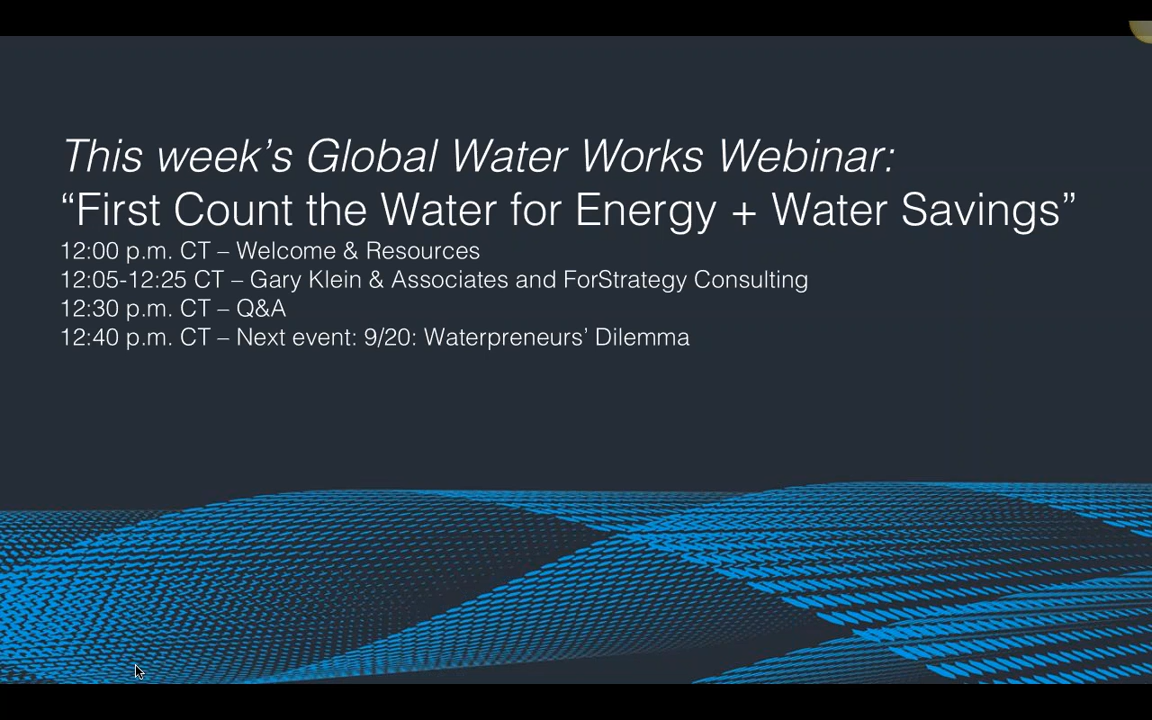 This week’s Global Water Works Webinar:
“First Count the Water for Energy + Water Savings”
12:00 p.m. CT – Welcome & Resources
12:05-12:25 CT – Gary Klein & Associates and ForStrategy Consulting
12:30 p.m. CT – Q&A
12:40 p.m. CT – Next event: 9/20: Waterpreneurs’ Dilemma